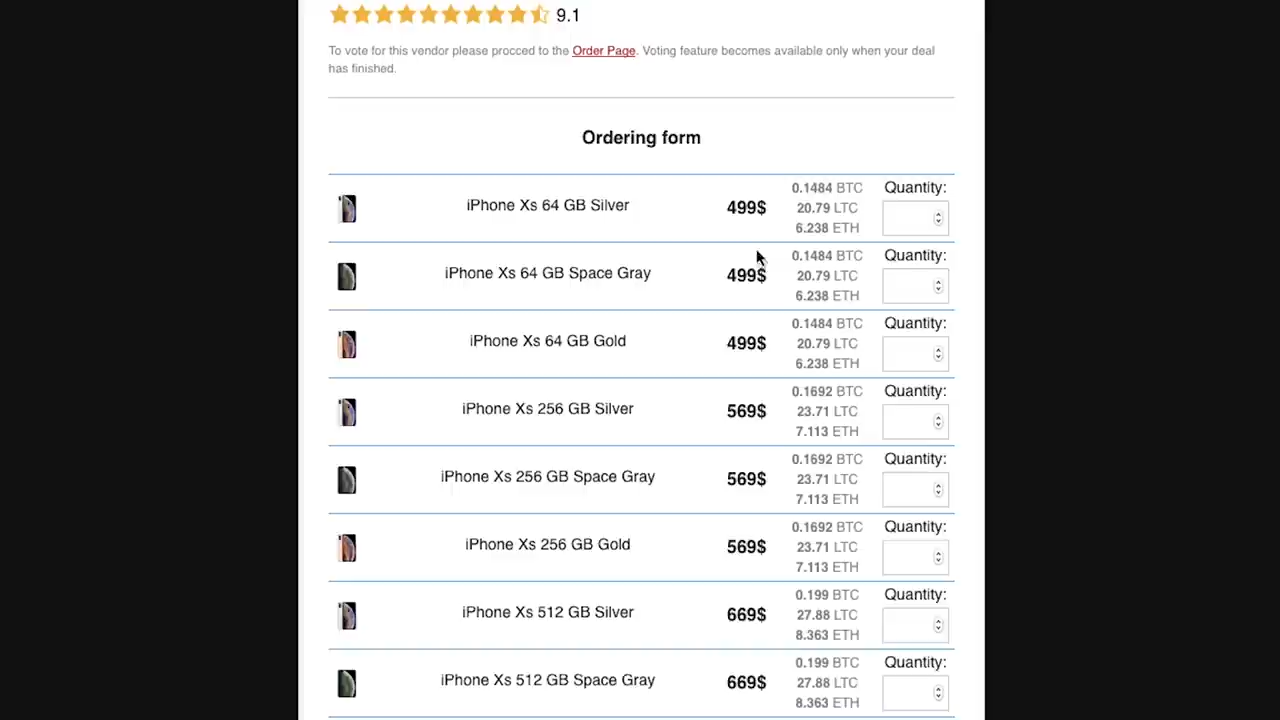 9.1
To vote for this vendor please procced to the Order Page. Voting feature becomes available only when your deal
has finished.
Ordering form
iPhone Xs 64 GB Silver 499$ 0.1484 BTC 20.79 LTC 6.238 ETH Quantity:
iPhone Xs 64 GB Space Gray 499$ 0.1484 BTC 20.79 LTC 6.238 ETH Quantity:
iPhone Xs 64 GB Gold 499$ 0.1484 BTC 20.79 LTC 6.238 ETH Quantity:
iPhone Xs 256 GB Silver 569$ 0.1692 BTC 23.71 LTC 7.113 ETH Quantity:
iPhone Xs 256 GB Space Gray 569$ 0.1692 BTC 23.71 LTC 7.113 ETH Quantity:
iPhone Xs 256 GB Gold 569$ 0.1692 BTC 23.71 LTC 7.113 ETH Quantity:
iPhone Xs 512 GB Silver 669$ 0.199 BTC 27.88 LTC 8.363 ETH Quantity:
iPhone Xs 512 GB Space Gray 669$ 0.199 BTC 27.88 LTC 8.363 ETH Quantity: